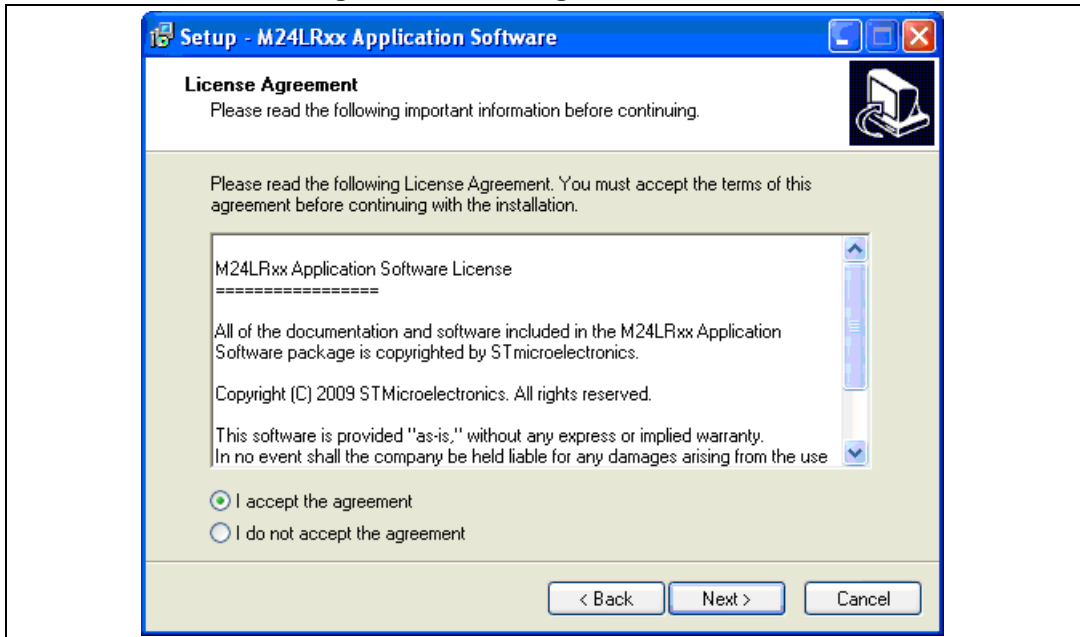 Setup - M24LRxx Application Software
License Agreement
Please read the following important information before continuing.
Please read the following License Agreement. You must accept the terms of this
agreement before continuing with the installation.
M24LRxx Application Software License
=================
All of the documentation and software included in the M24LRxx Application
Software package is copyrighted by STmicroelectronics.
Copyright (C) 2009 STMicroelectronics. All rights reserved.
This software is provided "as-is," without any express or implied warranty.
In no event shall the company be held liable for any damages arising from the use
I accept the agreement
I do not accept the agreement
< Back Next > Cancel